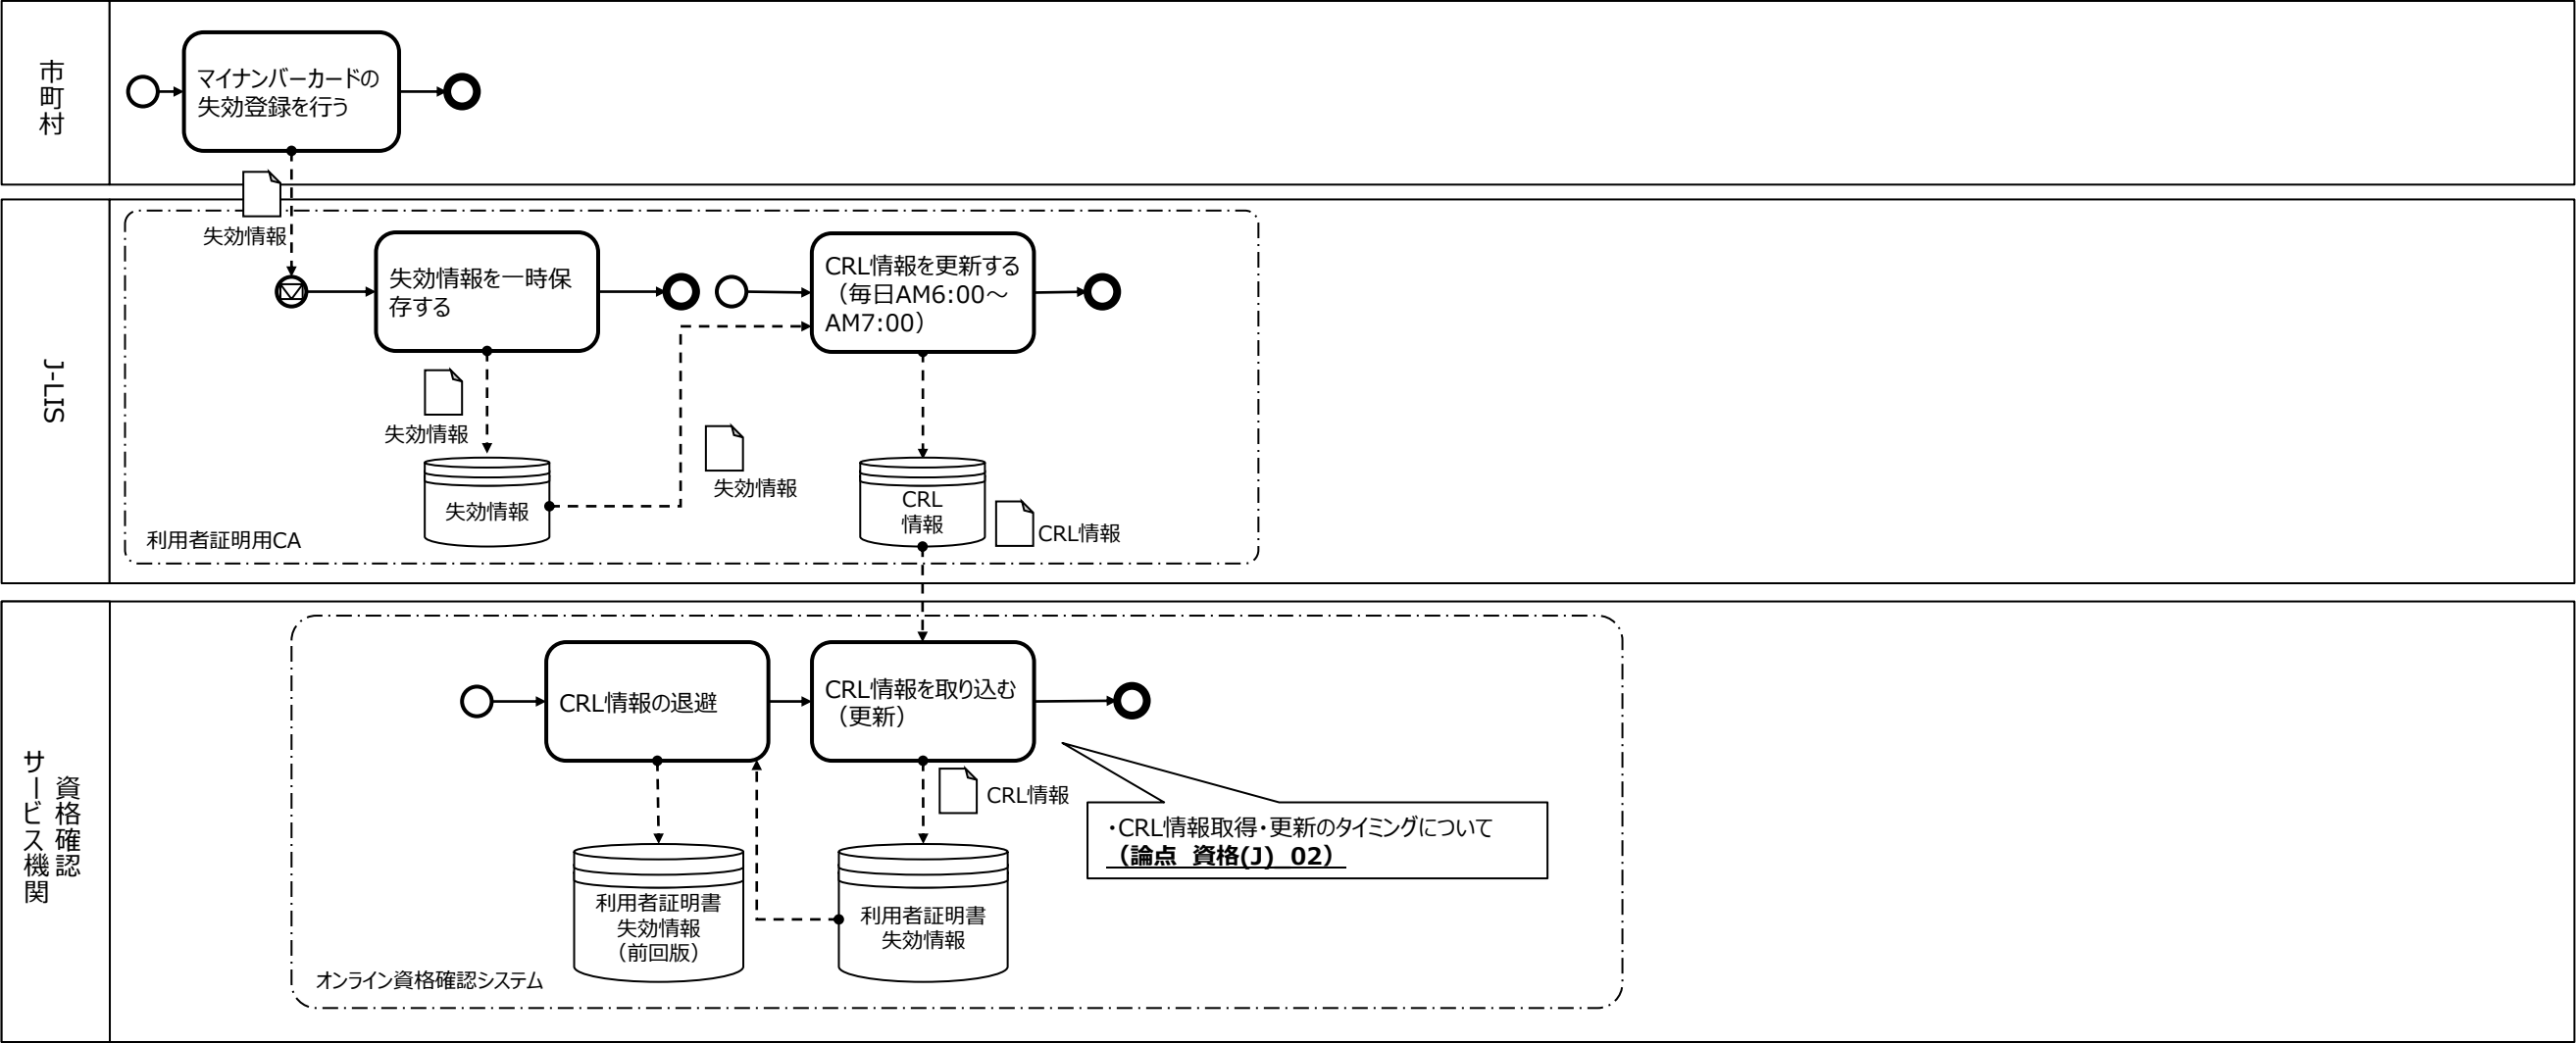 市町村
マイナンバーカードの
失効登録を行う
失効情報
J-LIS
失効情報を一時保
存する
CRL情報を更新する
（毎日AM6:00～
AM7:00）
失効情報
失効情報
失効情報
CRL
情報
CRL情報
利用者証明用CA
資格確認
サービス機関
CRL情報の退避
CRL情報を取り込む
（更新）
CRL情報
・CRL情報取得・更新のタイミングについて
（論点 資格(J) 02）
利用者証明書
失効情報
（前回版）
利用者証明書
失効情報
オンライン資格確認システム